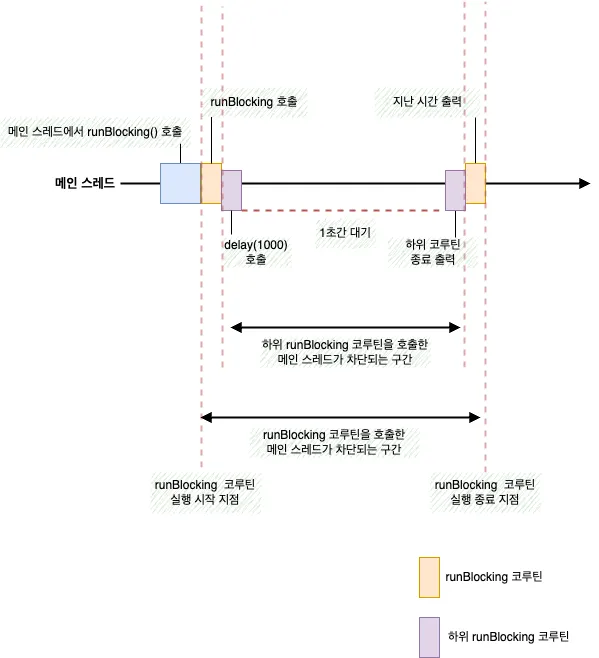 runBlocking 호출
지난 시간 출력
메인 스레드에서 runBlocking() 호출
메인 스레드
delay(1000)
호출
1초간 대기
하위 코루틴
종료 출력
하위 runBlocking 코루틴을 호출한
메인 스레드가 차단되는 구간
runBlocking 코루틴을 호출한
메인 스레드가 차단되는 구간
runBlocking 코루틴
실행 시작 지점
runBlocking 코루틴
실행 종료 지점
runBlocking 코루틴
하위 runBlocking 코루틴